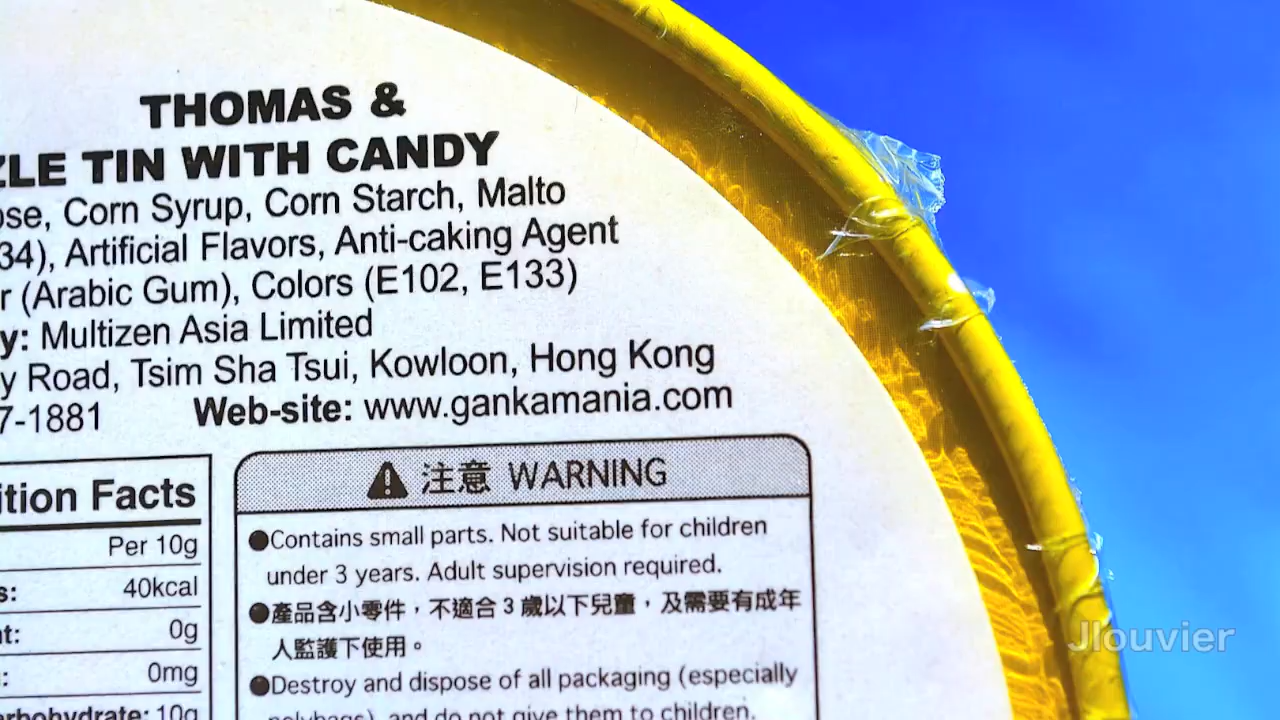 THOMAS &
ZLE TIN WITH CANDY
ose, Corn Syrup, Corn Starch, Malto
34), Artificial Flavors, Anti-caking Agent
r (Arabic Gum), Colors (E102, E133)
y: Multizen Asia Limited
y Road, Tsim Sha Tsui, Kowloon, Hong Kong
7-1881 Web-site: www.gankamania.com
ition Facts
Per 10g
s: 40kcal
t: 0g
: 0mg
arbohydrate: 10g
注意 WARNING
●Contains small parts. Not suitable for children
under 3 years. Adult supervision required.
●產品含小零件，不適合 3 歲以下兒童，及需要有成年
人監護下使用。
●Destroy and dispose of all packaging (especially
polybags), and do not give them to children.
Jlouvier